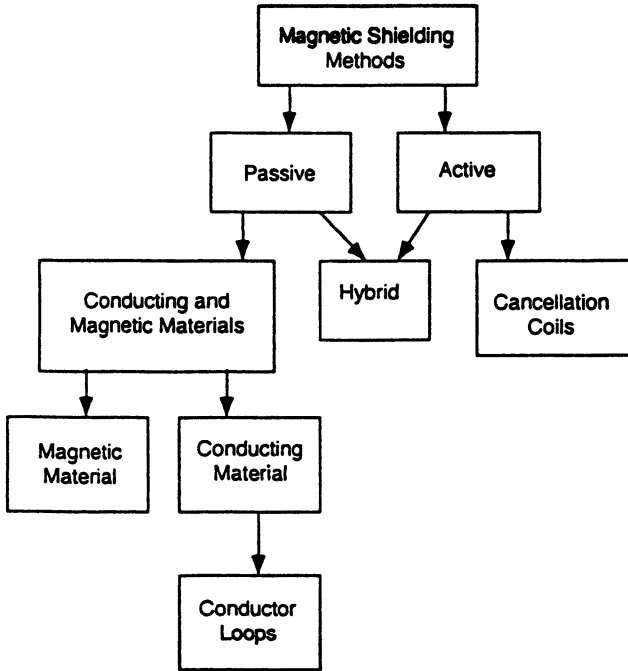 Magnetic Shielding
Methods
Passive
Active
Conducting and
Magnetic Materials
Hybrid
Cancellation
Coils
Magnetic
Material
Conducting
Material
Conductor
Loops